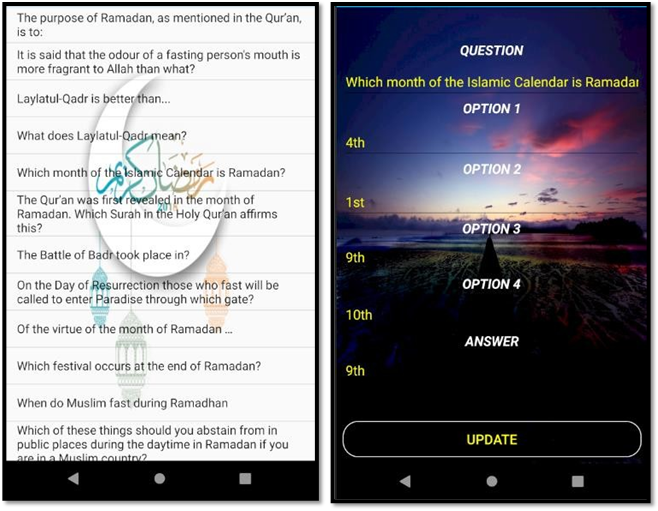 The purpose of Ramadan, as mentioned in the Qur'an,
is to:
It is said that the odour of a fasting person's mouth is
more fragrant to Allah than what?
Laylatul-Qadr is better than...
What does Laylatul-Qadr mean?
Which month of the Islamic Calendar is Ramadan?
The Qur'an was first revealed in the month of
Ramadan. Which Surah in the Holy Qur'an affirms
this?
The Battle of Badr took place in?
On the Day of Resurrection those who fast will be
called to enter Paradise through which gate?
Of the virtue of the month of Ramadan ...
Which festival occurs at the end of Ramadan?
When do Muslim fast during Ramadhan
Which of these things should you abstain from in
public places during the daytime in Ramadan if you
are in a Muslim country?
رمضان كريم
QUESTION
Which month of the Islamic Calendar is Ramadan
OPTION 1
4th
OPTION 2
1st
OPTION 3
9th
OPTION 4
10th
ANSWER
9th
UPDATE